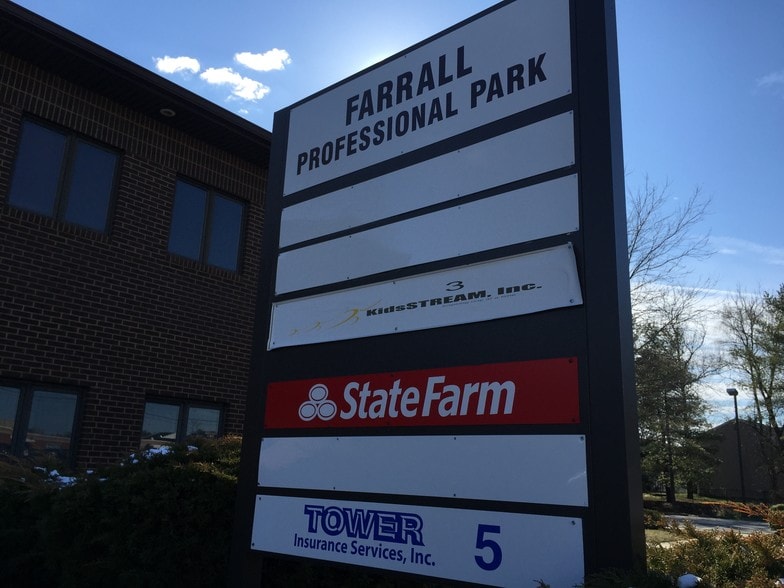 FARRALL
PROFESSIONAL PARK
3
KidsSTREAM, Inc.
StateFarm
TOWER
Insurance Services, Inc.
5